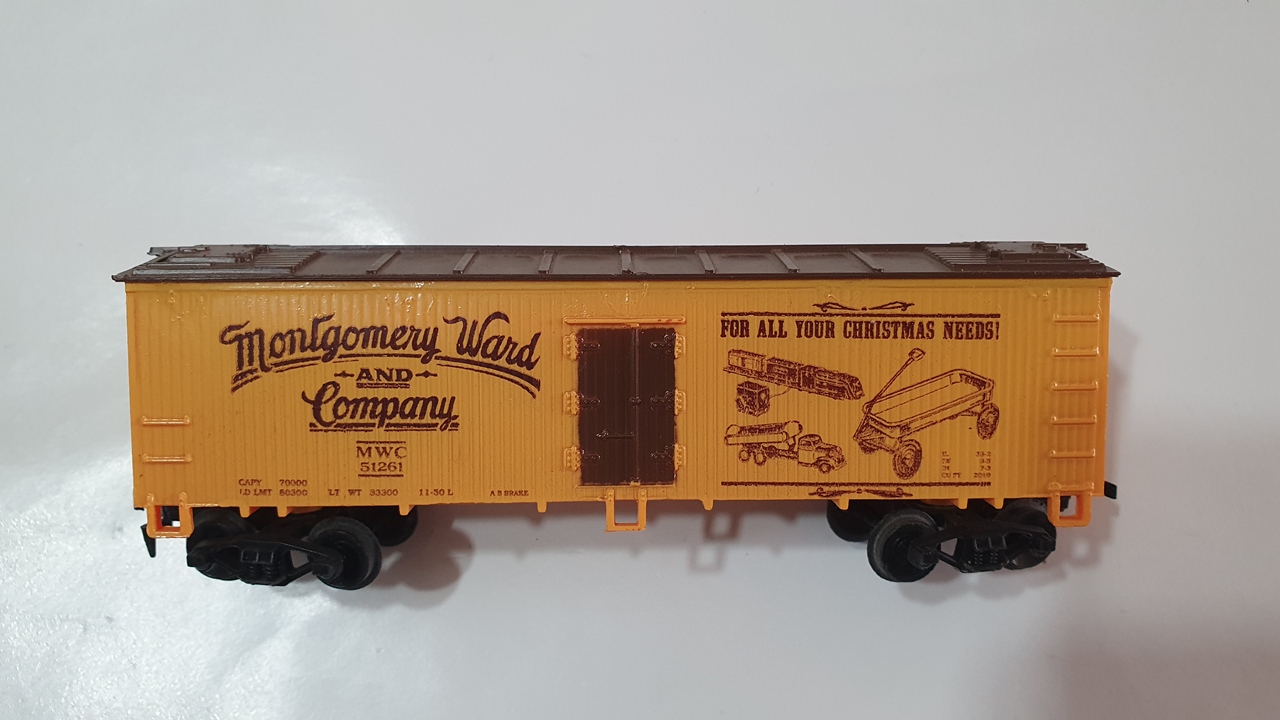 Montgomery Ward
AND
Company
MWC
51261
CAPY 70000
LD LMT 80300 LT WT 33300 11-50 L A B BRAKE
FOR ALL YOUR CHRISTMAS NEEDS!